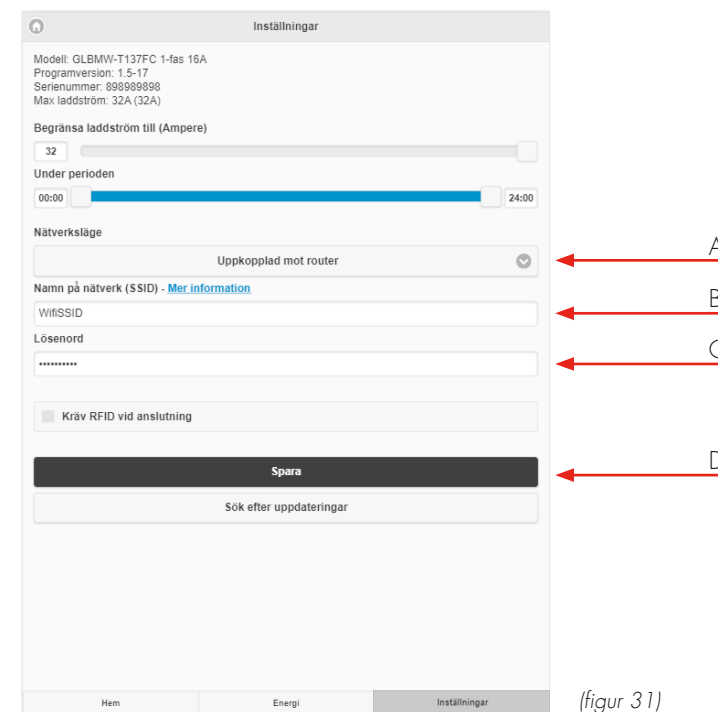 Inställningar
Modell: GLBMW-T137FC 1-fas 16A
Programversion: 1.5-17
Serienummer: 898989898
Max laddström: 32A (32A)
Begränsa laddström till (Ampere)
32
Under perioden
00:00 24:00
Nätverksläge
Uppkopplad mot router
A
Namn på nätverk (SSID) - Mer information
B
WifiSSID
Lösenord
C
••••••••••
Kräv RFID vid anslutning
D
Spara
Sök efter uppdateringar
Hem Energi Inställningar
(figur 31)